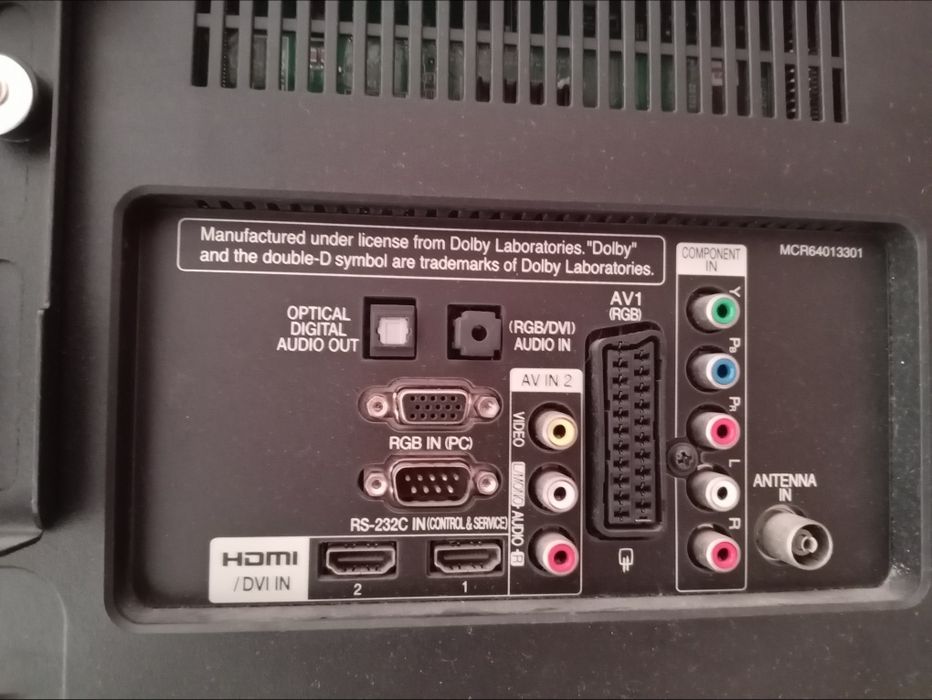 Manufactured under license from Dolby Laboratories. "Dolby"
and the double-D symbol are trademarks of Dolby Laboratories.
COMPONENT
IN
MCR64013301
OPTICAL
DIGITAL
AUDIO OUT
(RGB/DVI)
AUDIO IN
AV1
(RGB)
Y
PB
PR
L
R
AV IN 2
VIDEO
L/MONO
AUDIO
R
RGB IN (PC)
RS-232C IN (CONTROL & SERVICE)
ANTENNA
IN
HDMI
/ DVI IN
2
1